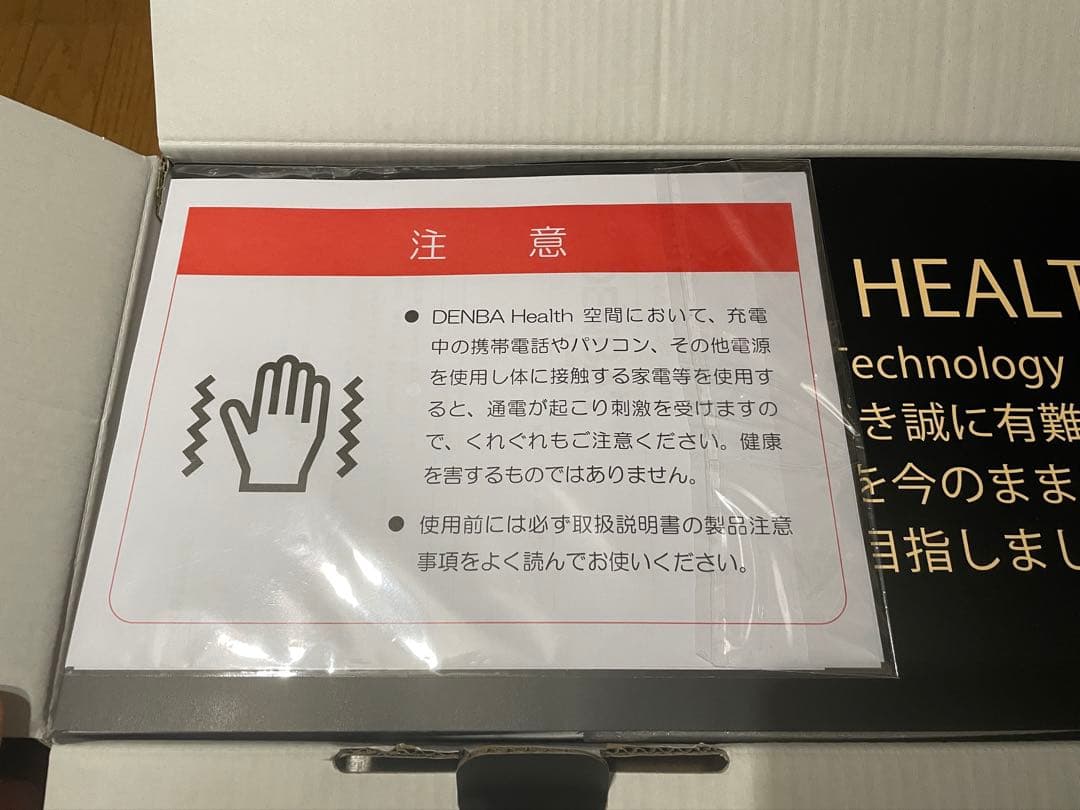 注 意
● DENBA Health 空間において、充電
中の携帯電話やパソコン、その他電源
を使用し体に接触する家電等を使用す
ると、通電が起こり刺激を受けますの
で、くれぐれもご注意ください。健康
を害するものではありません。
● 使用前には必ず取扱説明書の製品注意
事項をよく読んでお使いください。
HEALT
Technology
き誠に有難
を今のまま
目指しまし